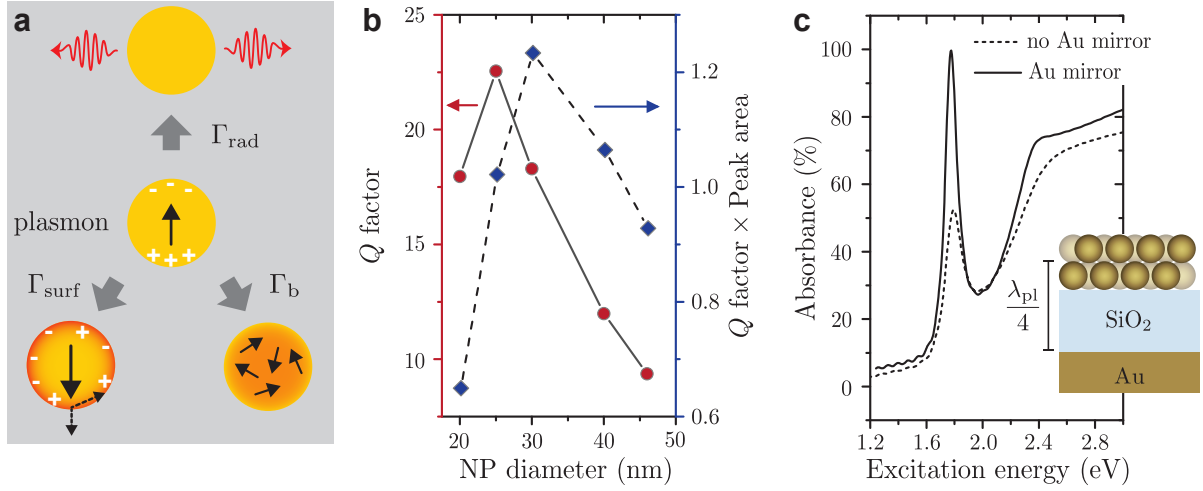 a
Γrad
plasmon
- - -
+ + +
Γsurf
Γb
- +
- +
- +
+ -
b
25
20
15
10
Q factor
1.2
1.0
0.8
0.6
Q factor × Peak area
20 30 40 50
NP diameter (nm)
c
no Au mirror
Au mirror
100
80
60
40
20
0
Absorbance (%)
1.2 1.6 2.0 2.4 2.8
Excitation energy (eV)
λpl
4
SiO2
Au